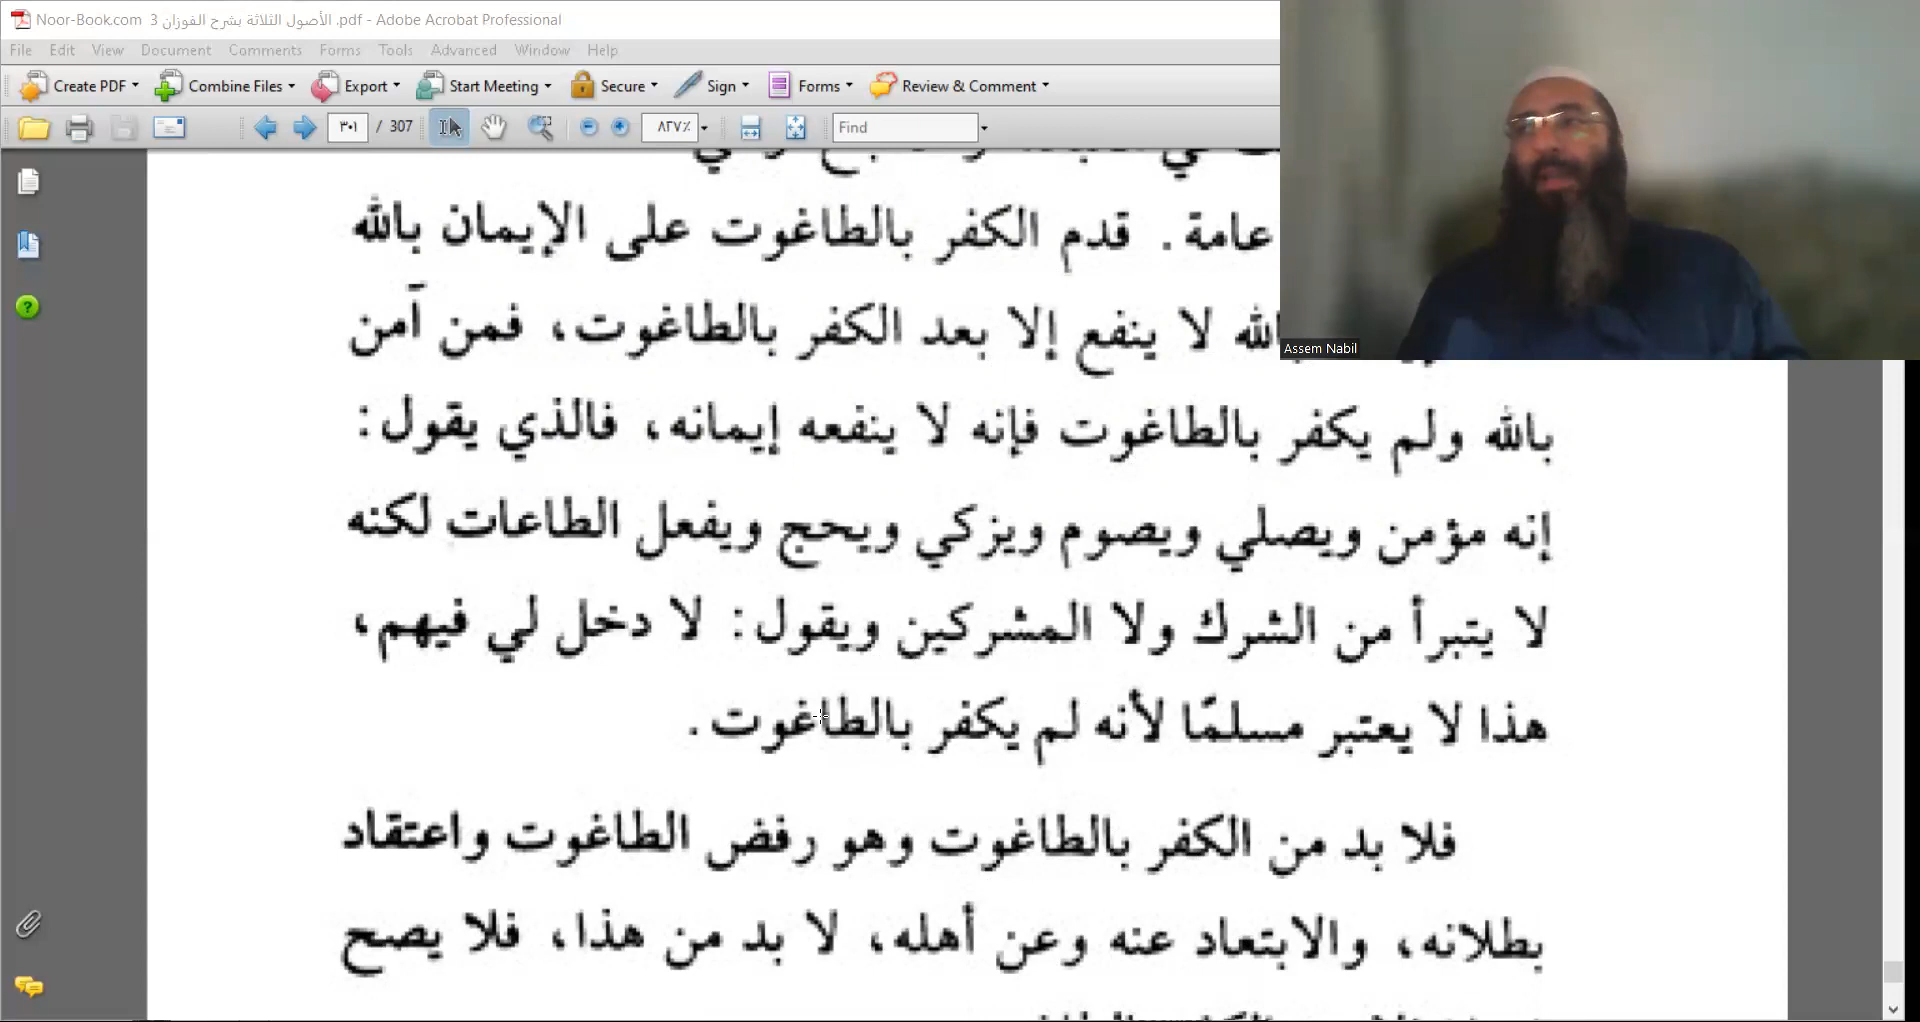 Noor-Book.com الأصول الثلاثة بشرح الفوزان 3 .pdf - Adobe Acrobat Professional
File Edit View Document Comments Forms Tools Advanced Window Help
Create PDF Combine Files Export Start Meeting Secure Sign Forms Review & Comment
٣٠١ / 307 ٨٢٧٪ Find
عامة. قدم الكفر بالطاغوت على الإيمان بالله
لا ينفع إلا بعد الكفر بالطاغوت، فمن آمن
Assem Nabil
بالله ولم يكفر بالطاغوت فإنه لا ينفعه إيمانه، فالذي يقول:
إنه مؤمن ويصلي ويصوم ويزكي ويحج ويفعل الطاعات لكنه
لا يتبرأ من الشرك ولا المشركين ويقول: لا دخل لي فيهم،
هذا لا يعتبر مسلمًا لأنه لم يكفر بالطاغوت.
فلا بد من الكفر بالطاغوت وهو رفض الطاغوت واعتقاد
بطلانه، والابتعاد عنه وعن أهله، لا بد من هذا، فلا يصح